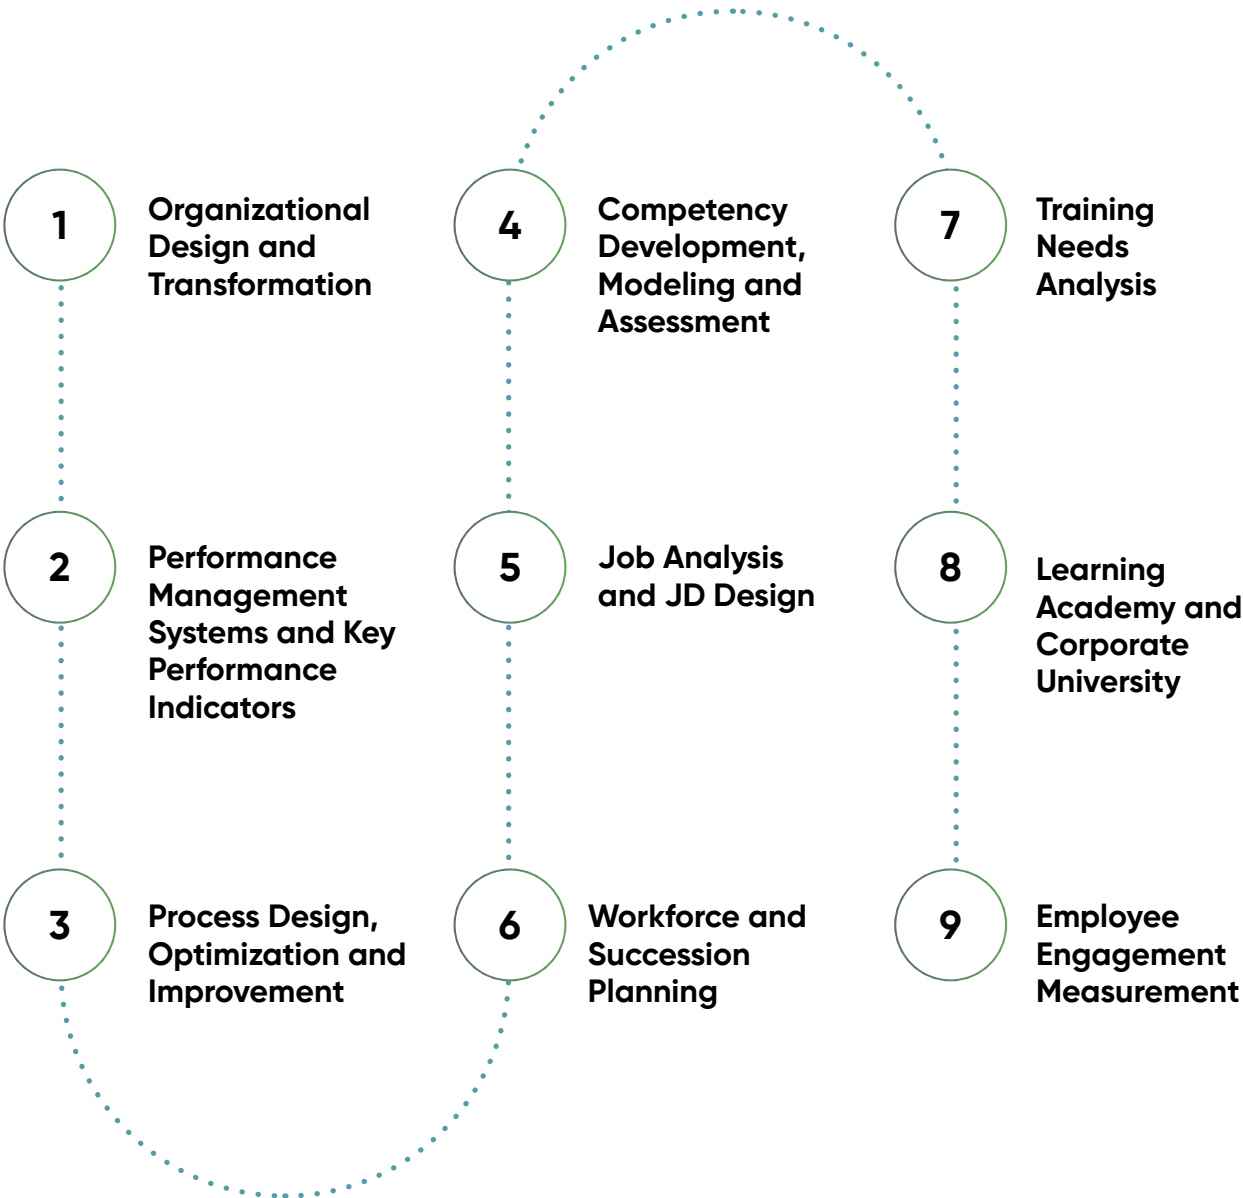 1
Organizational
Design and
Transformation
2
Performance
Management
Systems and Key
Performance
Indicators
3
Process Design,
Optimization and
Improvement
4
Competency
Development,
Modeling and
Assessment
5
Job Analysis
and JD Design
6
Workforce and
Succession
Planning
7
Training
Needs
Analysis
8
Learning
Academy and
Corporate
University
9
Employee
Engagement
Measurement